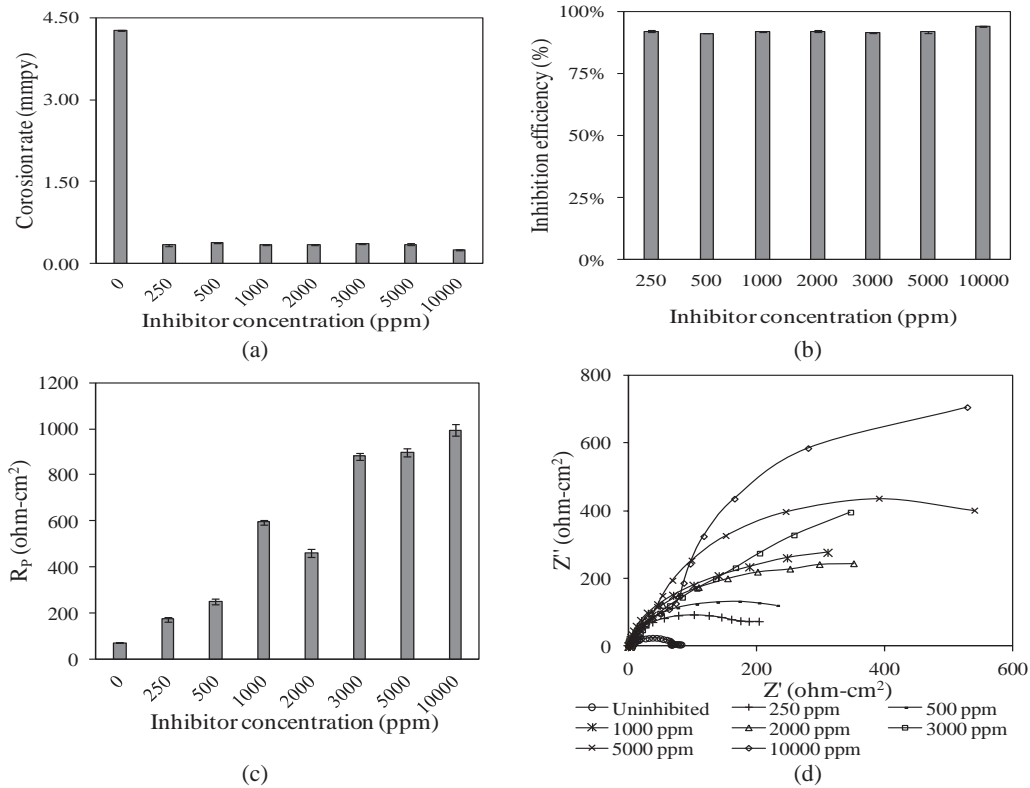 4.50
3.00
1.50
0.00
Corosion rate (mmpy)
0 250 500 1000 2000 3000 5000 10000
Inhibitor concentration (ppm)
(a)
100%
75%
50%
25%
0%
Inhibition efficiency (%)
250 500 1000 2000 3000 5000 10000
Inhibitor concentration (ppm)
(b)
1200
1000
800
600
400
200
0
R_P (ohm-cm²)
0 250 500 1000 2000 3000 5000 10000
Inhibitor concentration (ppm)
(c)
800
600
400
200
0
Z'' (ohm-cm²)
0 200 400 600
Z' (ohm-cm²)
Uninhibited 250 ppm 500 ppm
1000 ppm 2000 ppm 3000 ppm
5000 ppm 10000 ppm
(d)